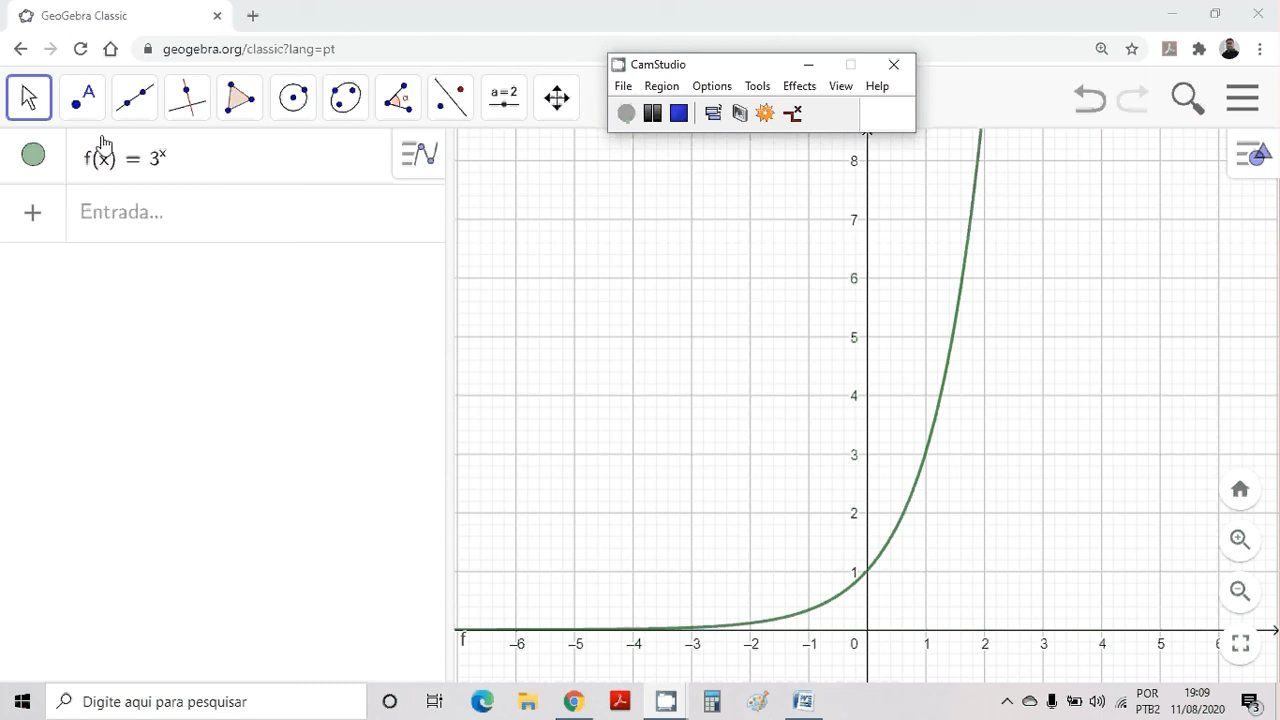 GeoGebra Classic
geogebra.org/classic?lang=pt
CamStudio
File Region Options Tools Effects View Help
A
α
a=2
f(x) = 3ˣ
Entrada...
8
7
6
5
4
3
2
1
f
–6 –5 –4 –3 –2 –1 0 1 2 3 4 5 6
Digite aqui para pesquisar
POR
PTB2
19:09
11/08/2020
3